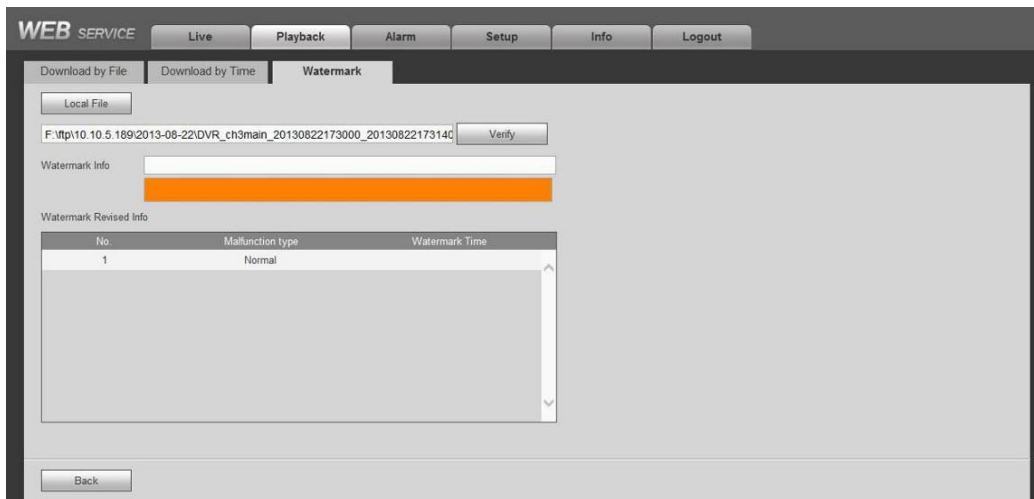 WEB SERVICE
Live Playback Alarm Setup Info Logout
Download by File Download by Time Watermark
Local File
F:\ftp\10.10.5.189\2013-08-22\DVR_ch3main_20130822173000_2013082217314 Verify
Watermark Info
Watermark Revised Info
No. Malfunction type Watermark Time
1 Normal
Back